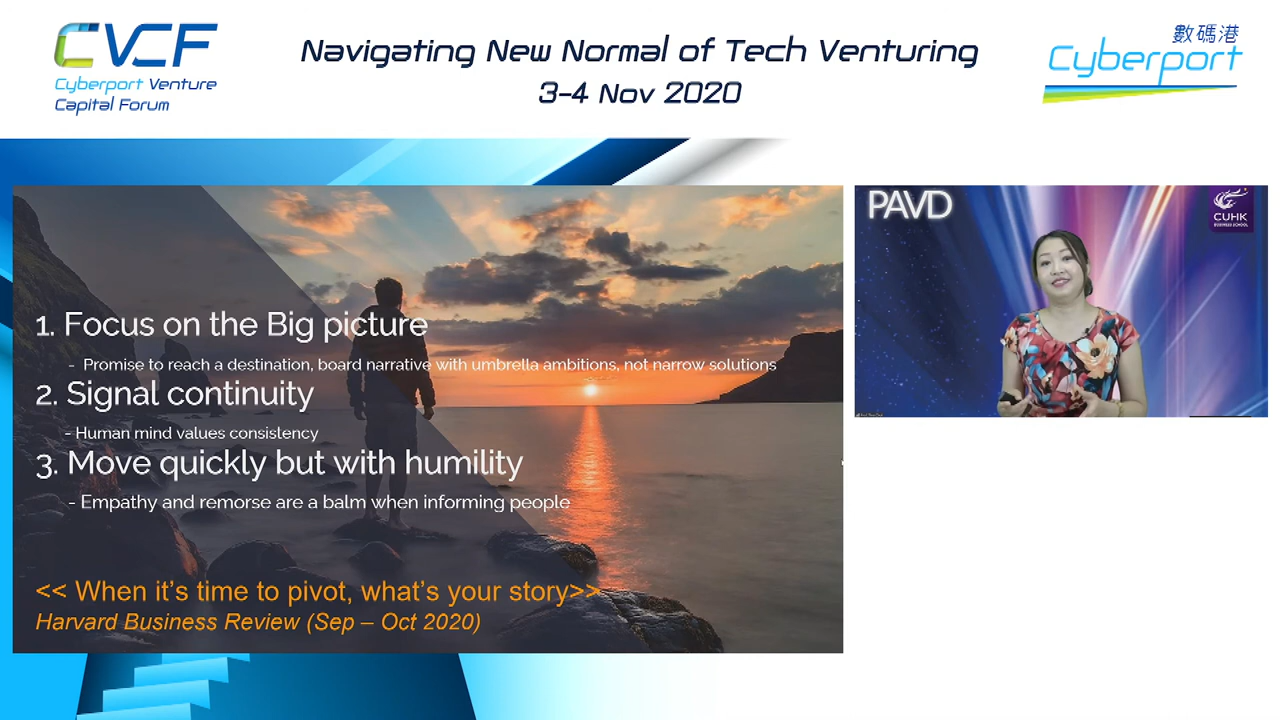 CVCF
Cyberport Venture
Capital Forum
Navigating New Normal of Tech Venturing
3-4 Nov 2020
數碼港
Cyberport
1. Focus on the Big picture
- Promise to reach a destination, board narrative with umbrella ambitions, not narrow solutions
2. Signal continuity
- Human mind values consistency
3. Move quickly but with humility
- Empathy and remorse are a balm when informing people
<< When it's time to pivot, what's your story>>
Harvard Business Review (Sep – Oct 2020)
PAVD
CUHK
BUSINESS SCHOOL